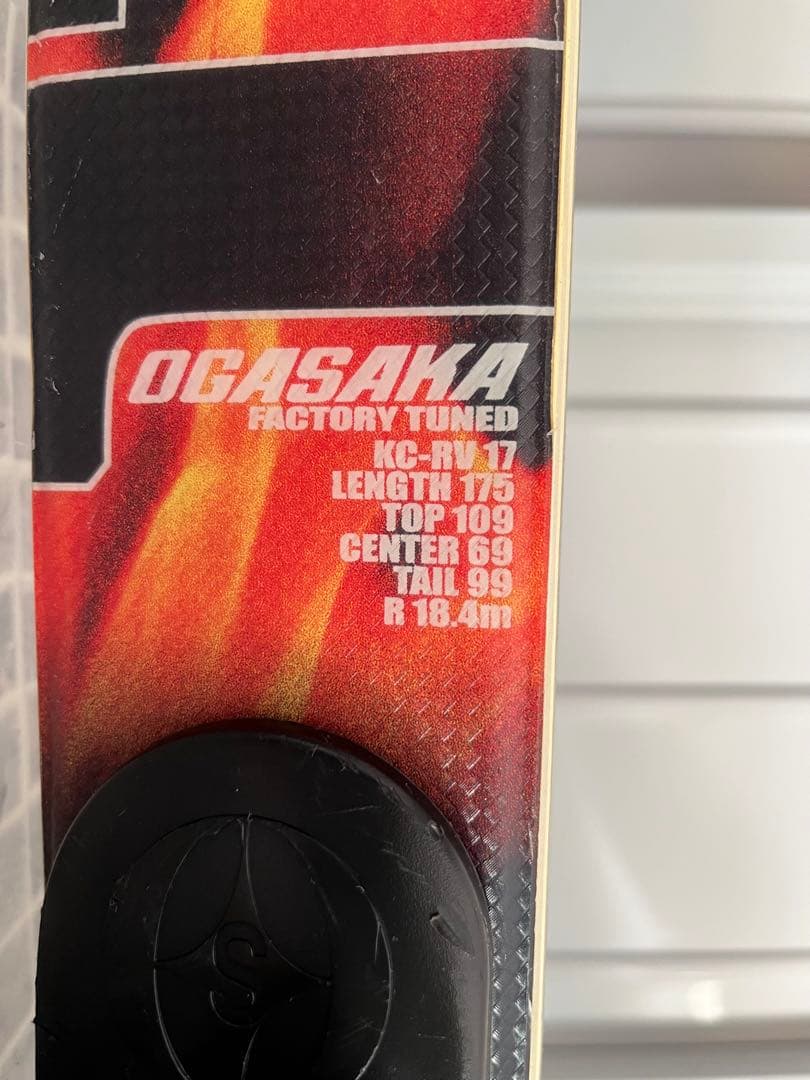 OGASAKA
FACTORY TUNED
KC-RV 17
LENGTH 175
TOP 109
CENTER 69
TAIL 99
R 18.4m
S